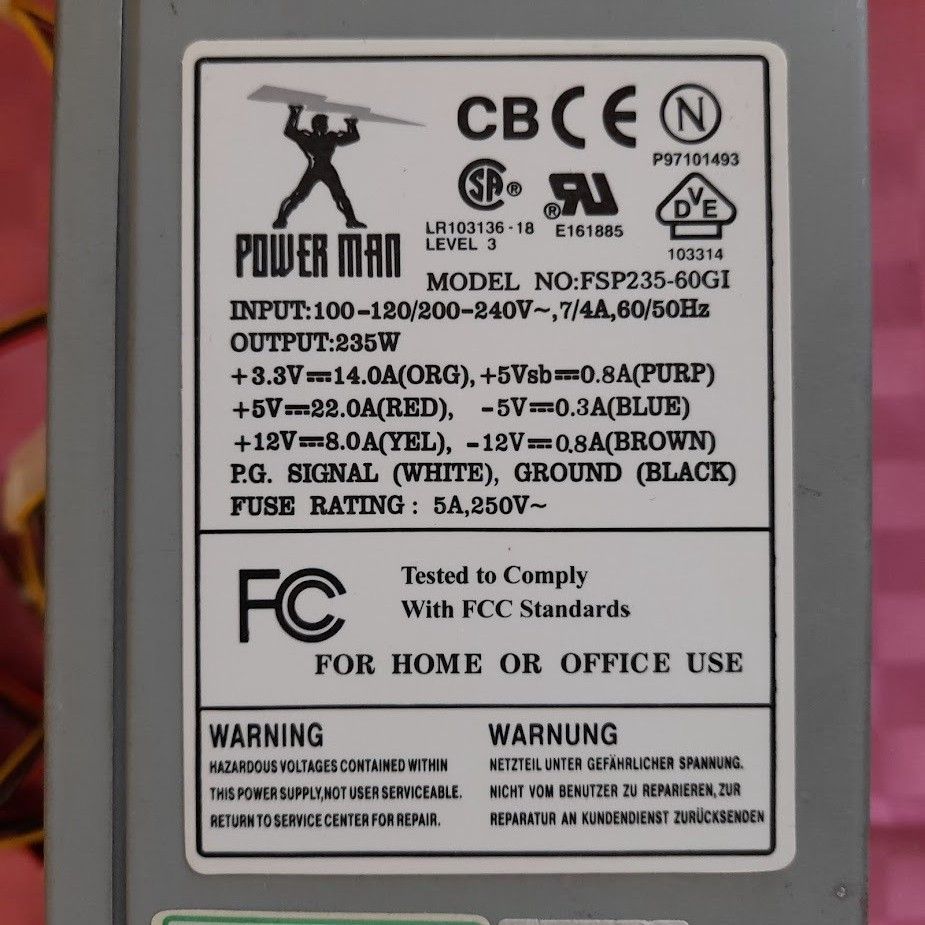 POWER MAN
CB CE N
P97101493
SA ® ® RU DVE
LR103136-18
LEVEL 3
E161885
103314
MODEL NO:FSP235-60GI
INPUT:100-120/200-240V~,7/4A,60/50Hz
OUTPUT:235W
+3.3V⎓14.0A(ORG),+5Vsb⎓0.8A(PURP)
+5V⎓22.0A(RED), -5V⎓0.3A(BLUE)
+12V⎓8.0A(YEL), -12V⎓0.8A(BROWN)
P.G. SIGNAL (WHITE), GROUND (BLACK)
FUSE RATING : 5A,250V~
FC
Tested to Comply
With FCC Standards
FOR HOME OR OFFICE USE
WARNING
HAZARDOUS VOLTAGES CONTAINED WITHIN
THIS POWER SUPPLY,NOT USER SERVICEABLE.
RETURN TO SERVICE CENTER FOR REPAIR.
WARNUNG
NETZTEIL UNTER GEFÄHRLICHER SPANNUNG.
NICHT VOM BENUTZER ZU REPARIEREN, ZUR
REPARATUR AN KUNDENDIENST ZURÜCKSENDEN